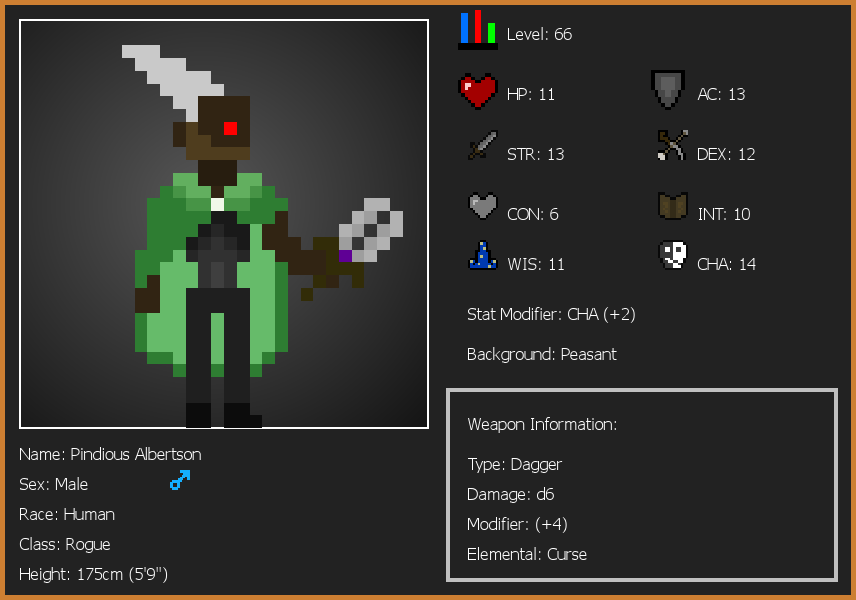 Level: 66
HP: 11
AC: 13
STR: 13
DEX: 12
CON: 6
INT: 10
WIS: 11
CHA: 14
Stat Modifier: CHA (+2)
Background: Peasant
Weapon Information:
Type: Dagger
Damage: d6
Modifier: (+4)
Elemental: Curse
Name: Pindious Albertson
Sex: Male
Race: Human
Class: Rogue
Height: 175cm (5'9")